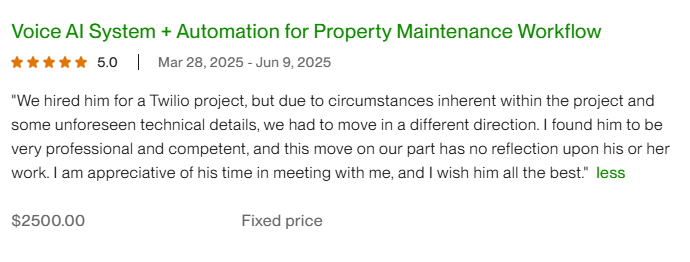 Voice AI System + Automation for Property Maintenance Workflow
5.0 | Mar 28, 2025 - Jun 9, 2025
"We hired him for a Twilio project, but due to circumstances inherent within the project and
some unforeseen technical details, we had to move in a different direction. I found him to be
very professional and competent, and this move on our part has no reflection upon his or her
work. I am appreciative of his time in meeting with me, and I wish him all the best." less
$2500.00 Fixed price